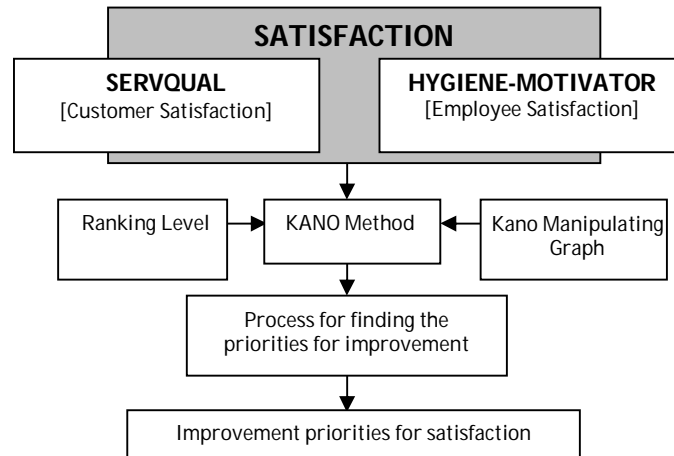 SATISFACTION
SERVQUAL
[Customer Satisfaction]
HYGIENE-MOTIVATOR
[Employee Satisfaction]
Ranking Level
KANO Method
Kano Manipulating
Graph
Process for finding the
priorities for improvement
Improvement priorities for satisfaction